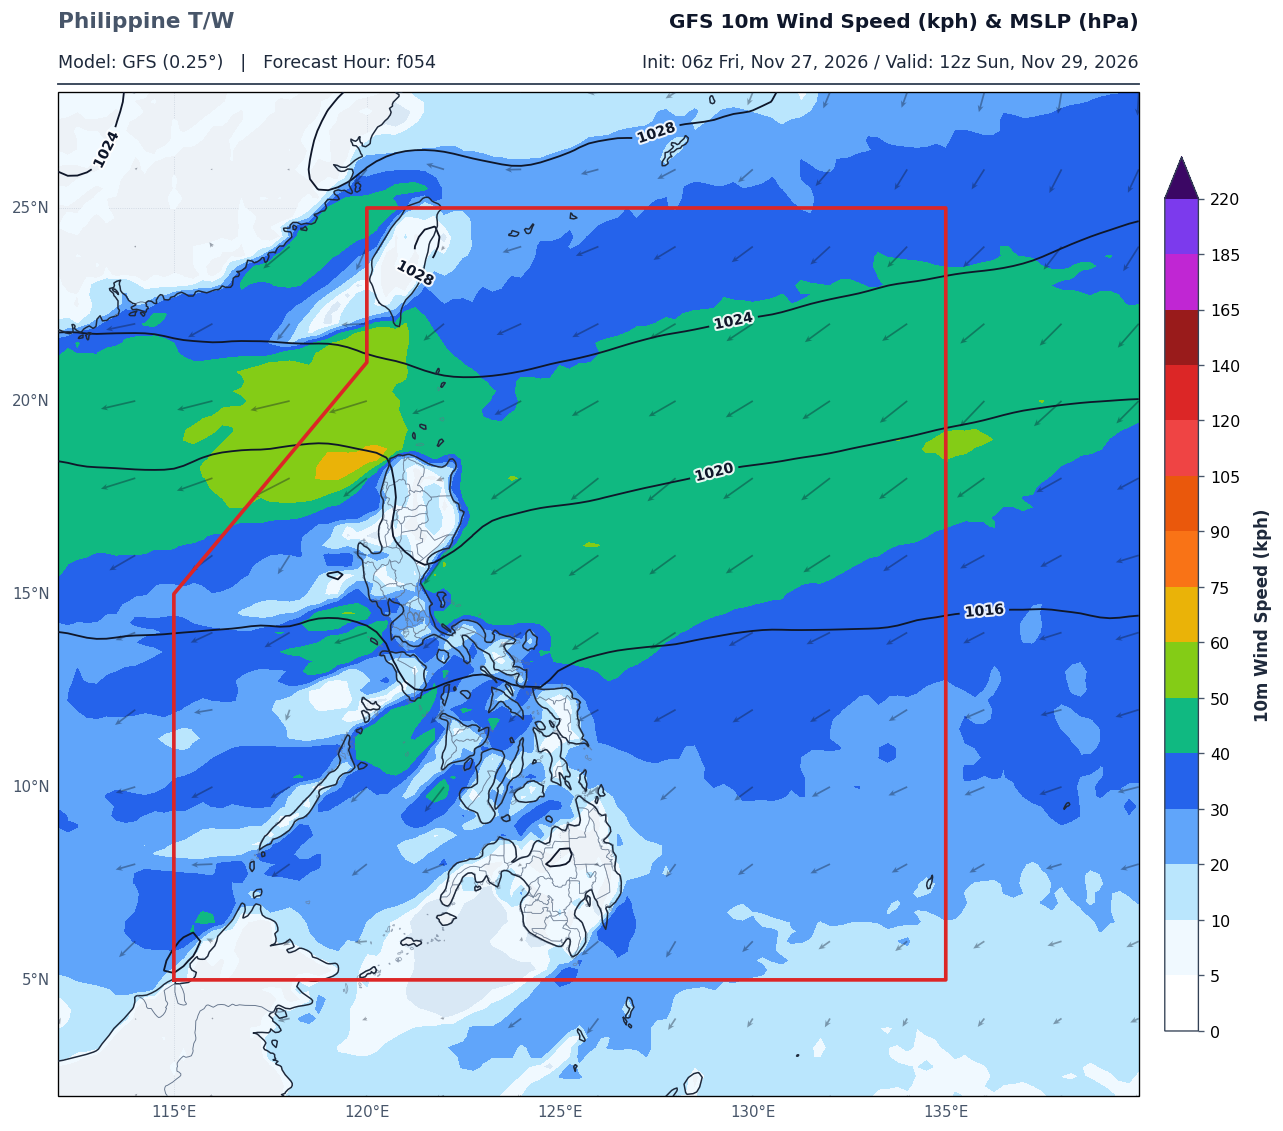 Philippine T/W
GFS 10m Wind Speed (kph) & MSLP (hPa)
Model: GFS (0.25°) | Forecast Hour: f054
Init: 06z Fri, Nov 27, 2026 / Valid: 12z Sun, Nov 29, 2026
1024
1028
1028
1024
1020
1016
25°N
20°N
15°N
10°N
5°N
115°E
120°E
125°E
130°E
135°E
220
185
165
140
120
105
90
75
60
50
40
30
20
10
5
0
10m Wind Speed (kph)